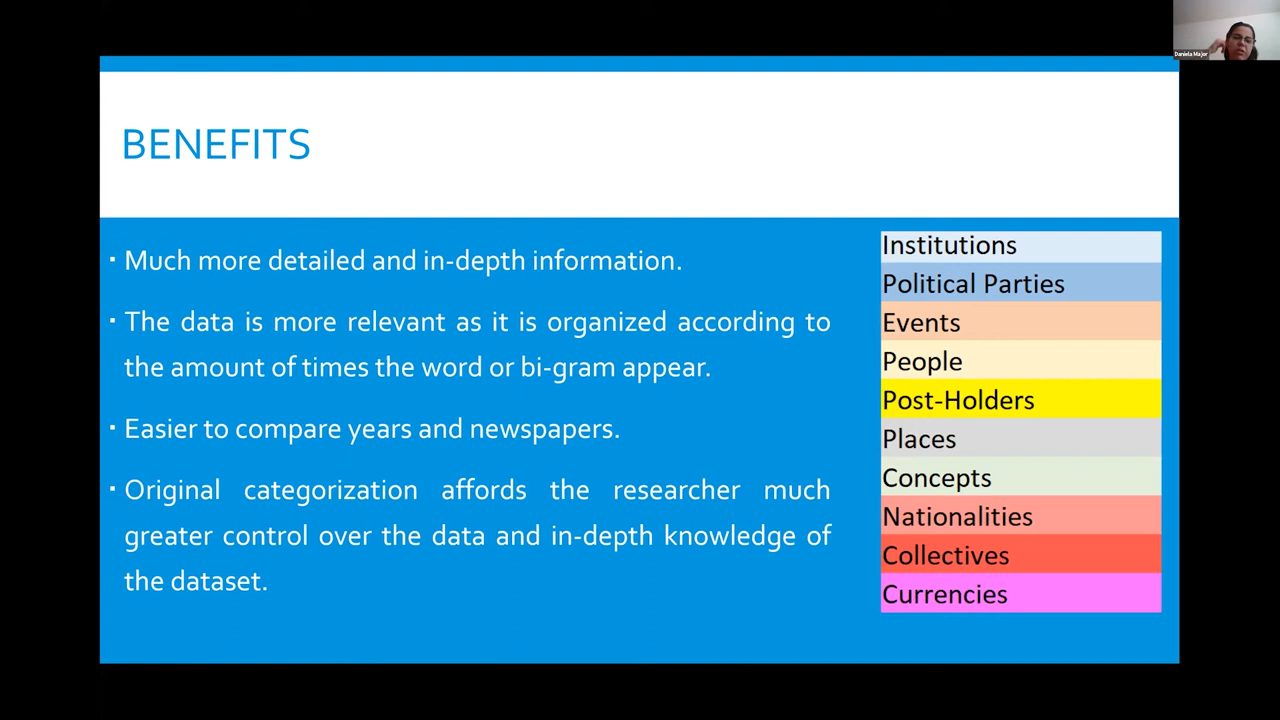 Daniela Major
BENEFITS
▪ Much more detailed and in-depth information.
▪ The data is more relevant as it is organized according to
the amount of times the word or bi-gram appear.
▪ Easier to compare years and newspapers.
▪ Original categorization affords the researcher much
greater control over the data and in-depth knowledge of
the dataset.
Institutions
Political Parties
Events
People
Post-Holders
Places
Concepts
Nationalities
Collectives
Currencies